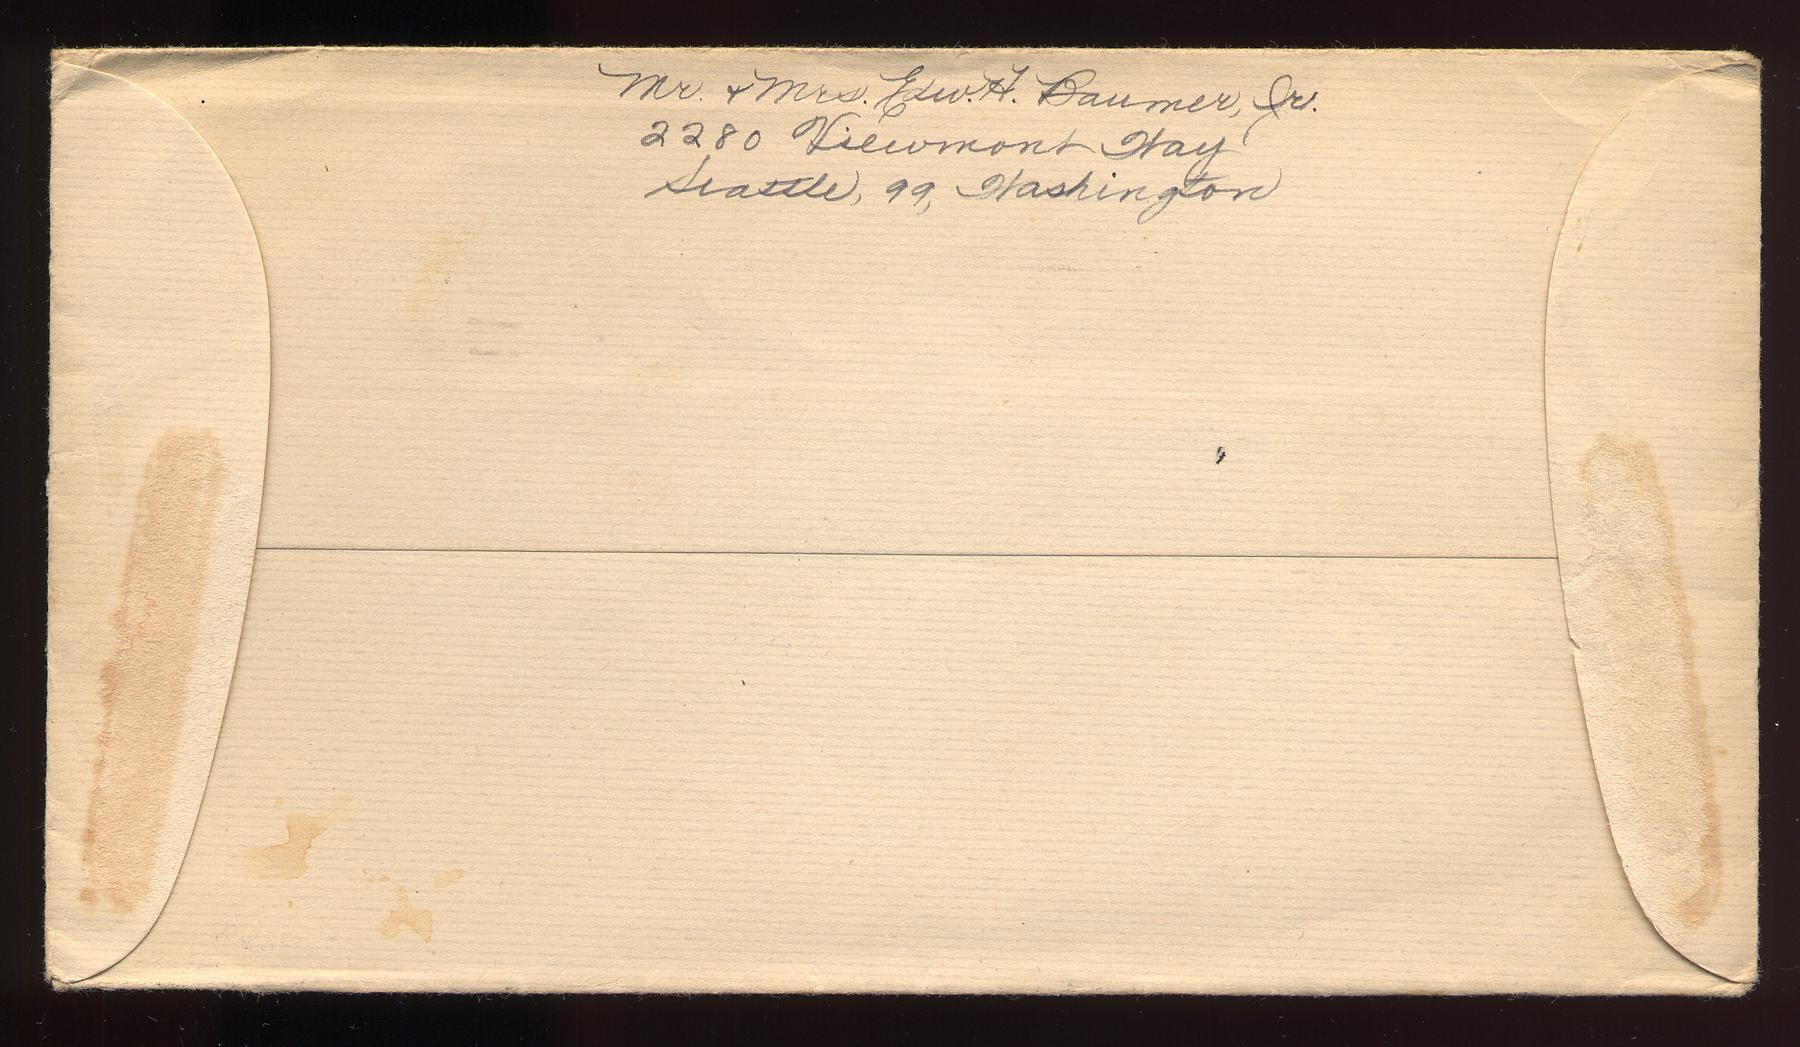 Mr. & Mrs. Edw. H. Baumer, Jr.
2280 Viewmont Way
Seattle, 99, Washington